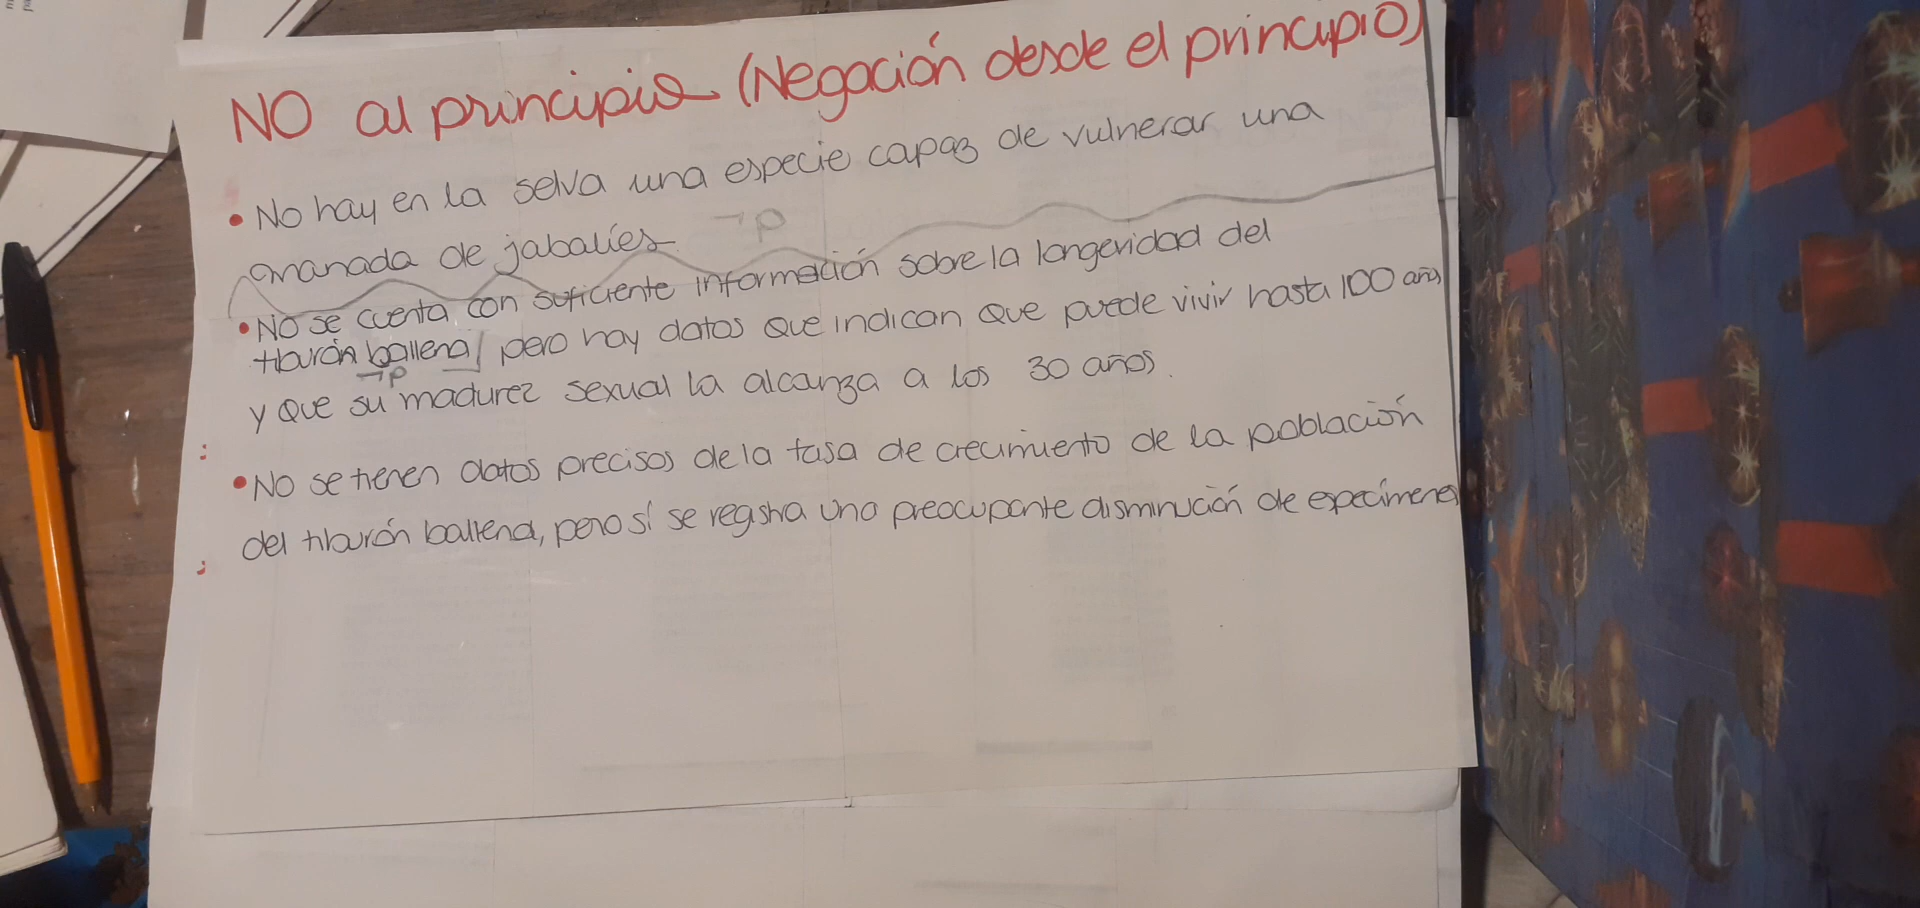 NO al principio (Negación desde el principio)
• No hay en la selva una especie capaz de vulnerar una
manada de jabalíes ¬p
• No se cuenta con suficiente información sobre la longevidad del
tiburón ballena, pero hay datos que indican que puede vivir hasta 100 años
¬p
y que su madurez sexual la alcanza a los 30 años.
• No se tienen datos precisos de la tasa de crecimiento de la población
del tiburón ballena, pero sí se registra una preocupante disminución de especímenes